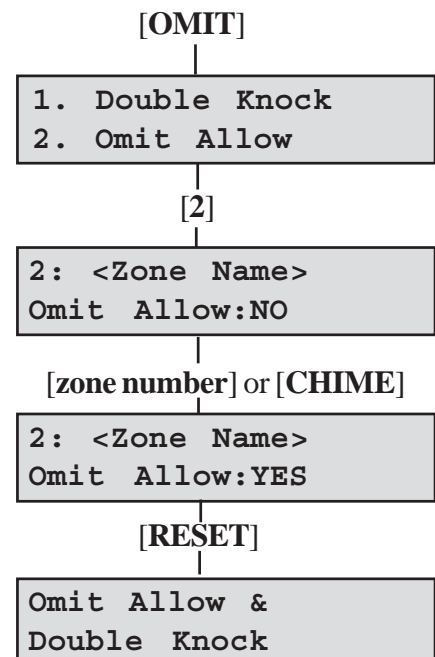 [OMIT]
1. Double Knock
2. Omit Allow
[2]
2: <Zone Name>
Omit Allow:NO
[zone number] or [CHIME]
2: <Zone Name>
Omit Allow:YES
[RESET]
Omit Allow &
Double Knock